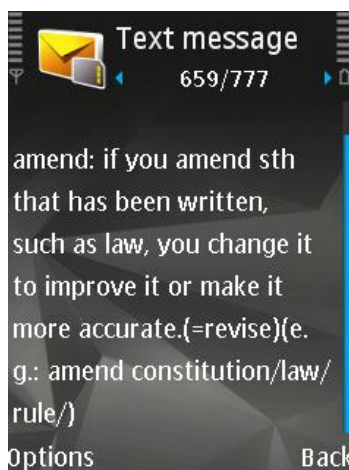 Text message
659/777
amend: if you amend sth
that has been written,
such as law, you change it
to improve it or make it
more accurate.(=revise)(e.
g.: amend constitution/law/
rule/)
Options Back